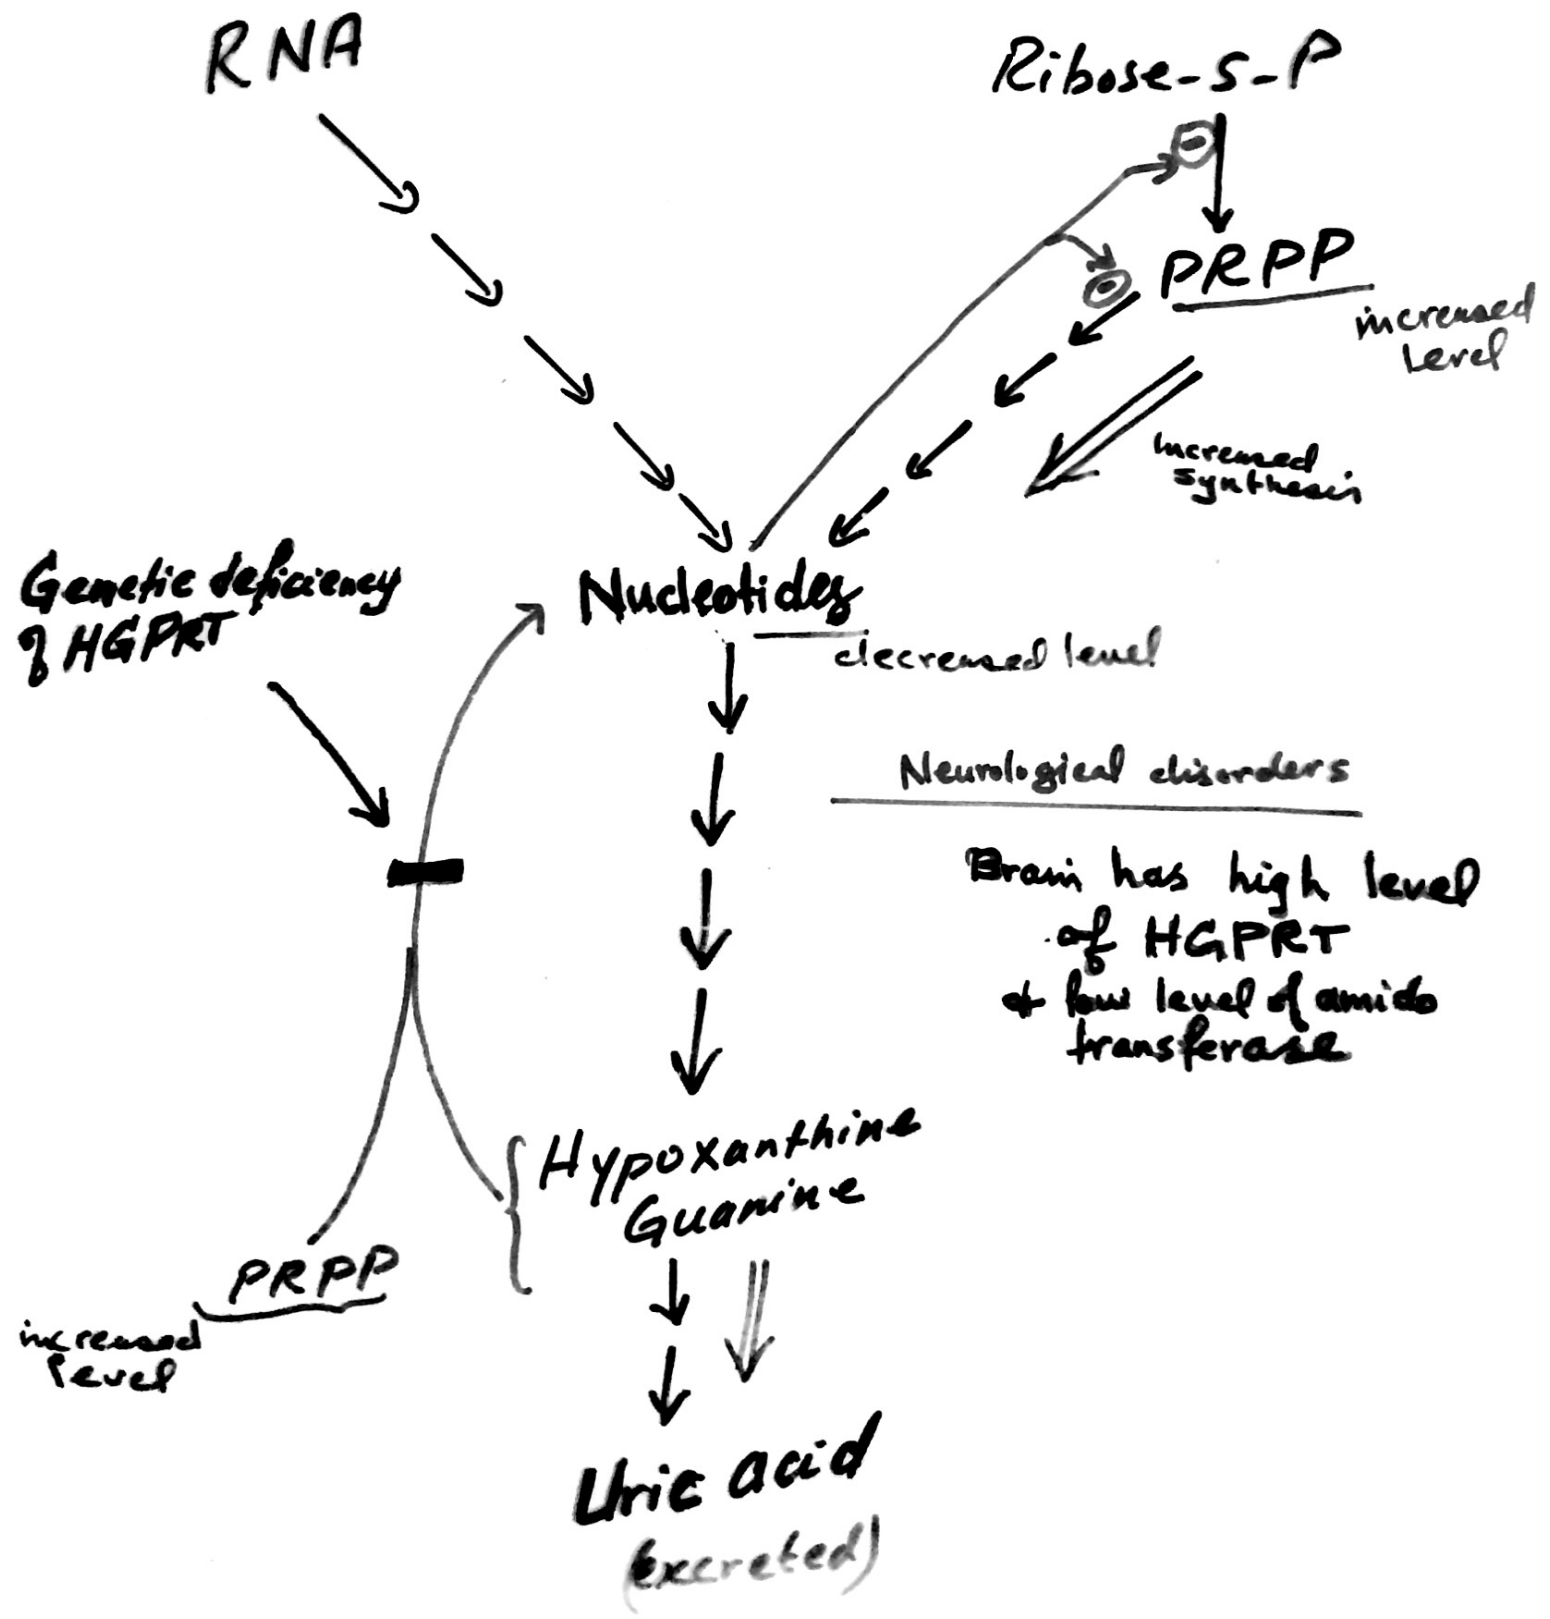 RNA
Ribose-5-P
⊖
PRPP
⊖
increased
level
increased
synthesis
Genetic deficiency
of HGPRT
Nucleotides
decreased level
Neurological disorders
Brain has high level
of HGPRT
& low level of amido
transferase
Hypoxanthine
Guanine
PRPP
increased
level
Uric acid
(excreted)